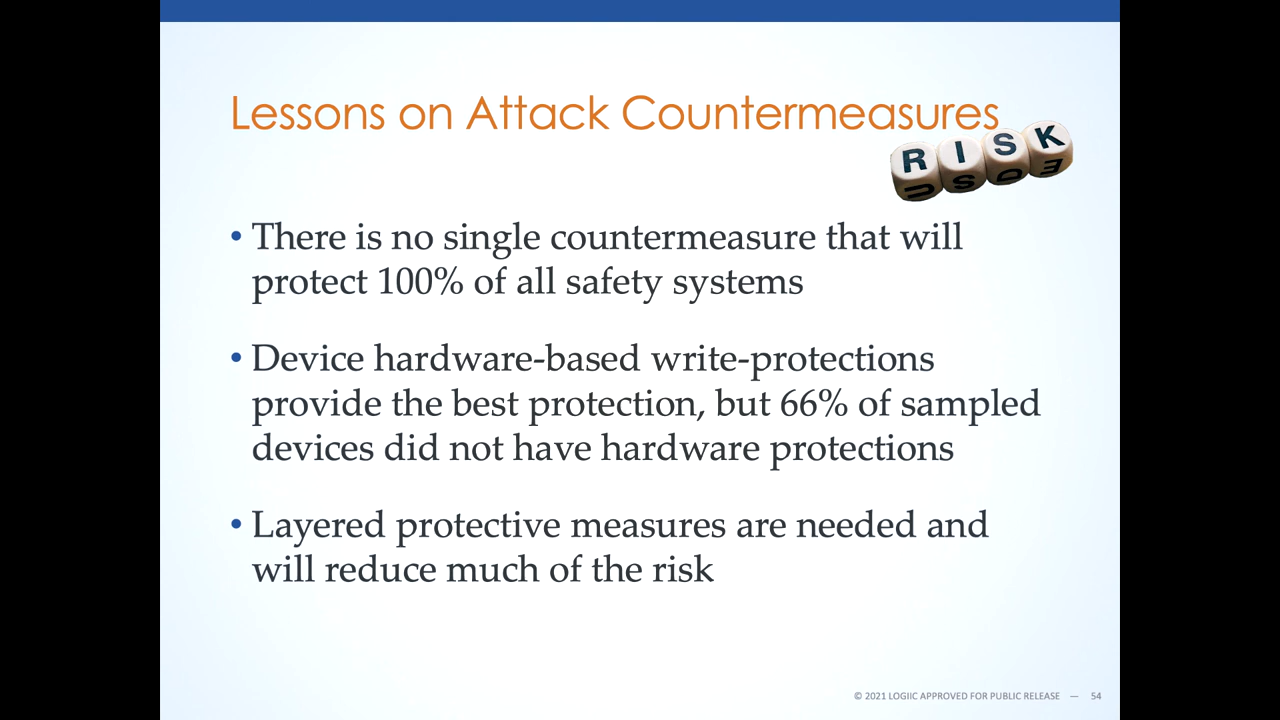 Lessons on Attack Countermeasures
RISK
• There is no single countermeasure that will
protect 100% of all safety systems
• Device hardware-based write-protections
provide the best protection, but 66% of sampled
devices did not have hardware protections
• Layered protective measures are needed and
will reduce much of the risk
© 2021 LOGIIC APPROVED FOR PUBLIC RELEASE — 54